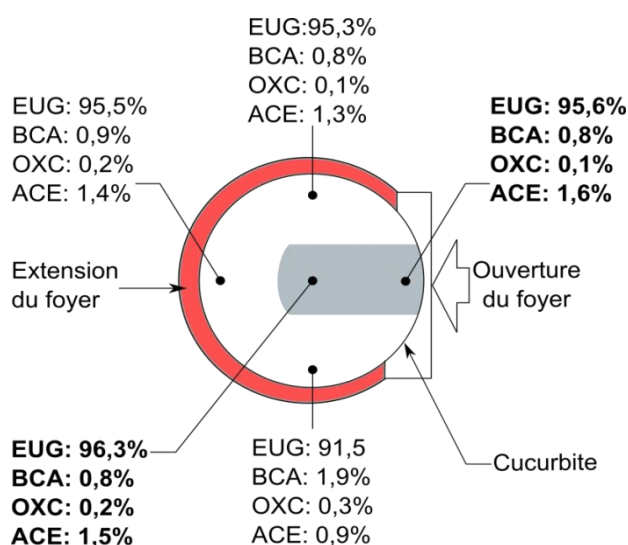 EUG:95,3%
BCA: 0,8%
OXC: 0,1%
ACE: 1,3%
EUG: 95,5%
BCA: 0,9%
OXC: 0,2%
ACE: 1,4%
EUG: 95,6%
BCA: 0,8%
OXC: 0,1%
ACE: 1,6%
Extension
du foyer
Ouverture
du foyer
EUG: 96,3%
BCA: 0,8%
OXC: 0,2%
ACE: 1,5%
EUG: 91,5
BCA: 1,9%
OXC: 0,3%
ACE: 0,9%
Cucurbite